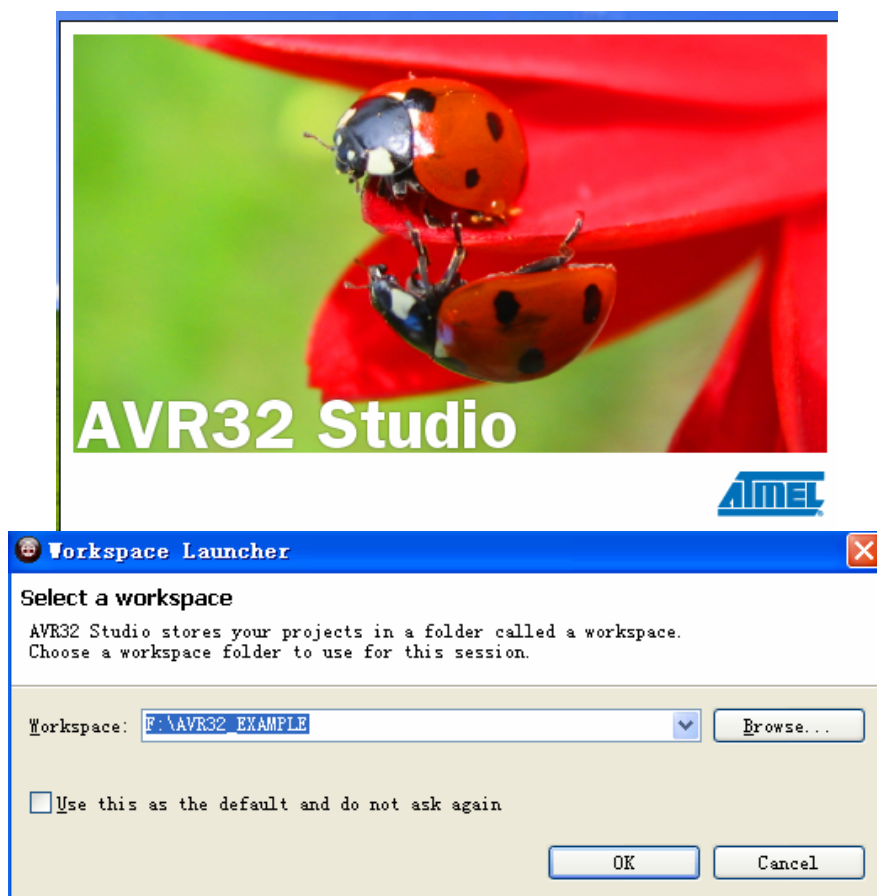 AVR32 Studio
ATMEL
Workspace Launcher
Select a workspace
AVR32 Studio stores your projects in a folder called a workspace.
Choose a workspace folder to use for this session.
Workspace: F:\AVR32_EXAMPLE Browse...
Use this as the default and do not ask again
OK Cancel